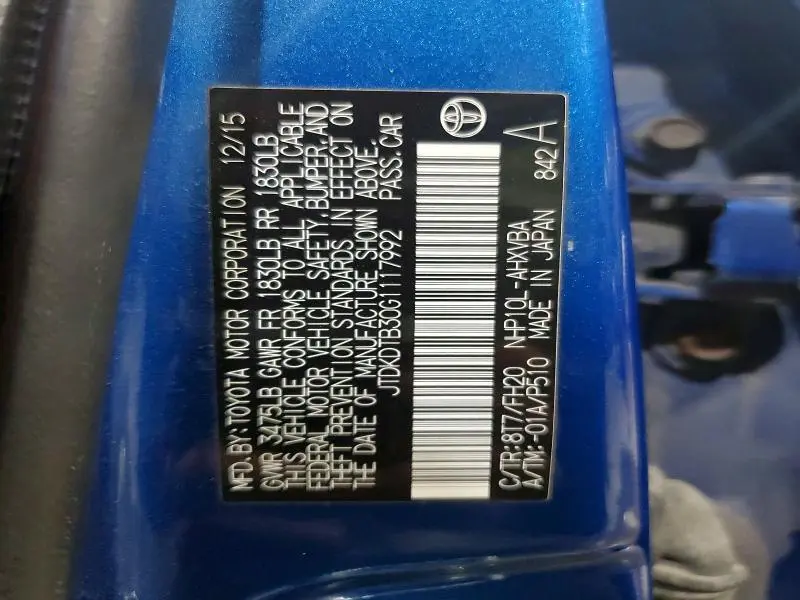 MFD. BY: TOYOTA MOTOR CORPORATION 12/15
GVWR 3475LB GAWR FR 1830LB RR 1830LB
THIS VEHICLE CONFORMS TO ALL APPLICABLE
FEDERAL MOTOR VEHICLE SAFETY, BUMPER, AND
THEFT PREVENTION STANDARDS IN EFFECT ON
THE DATE OF MANUFACTURE SHOWN ABOVE.
JTDKDTB30G1117992 PASS. CAR
C/TR: 8T7/FH20 NHP10L-AHXVBA 842 A
A/TM: -01A/P510 MADE IN JAPAN